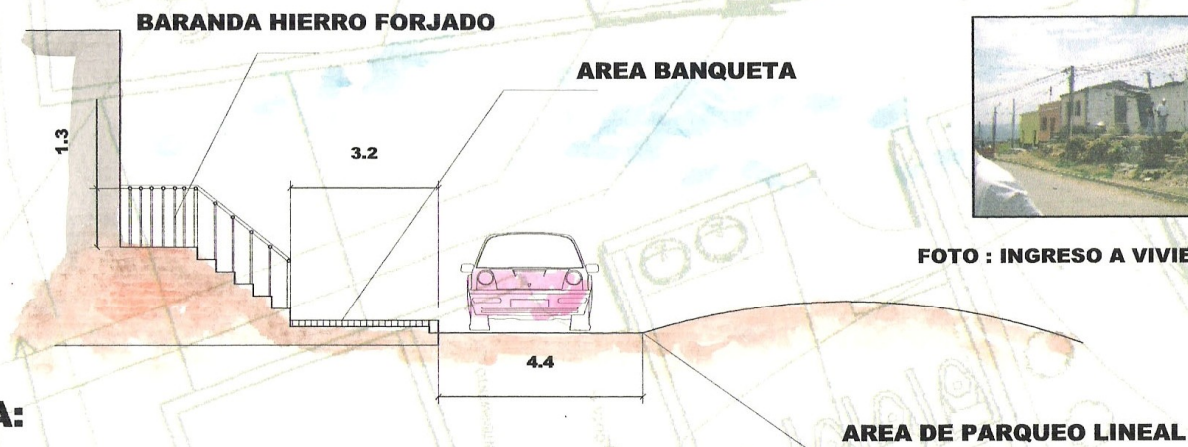 BARANDA HIERRO FORJADO
AREA BANQUETA
1.3
3.2
FOTO : INGRESO A VIVIE
4.4
A:
AREA DE PARQUEO LINEAL